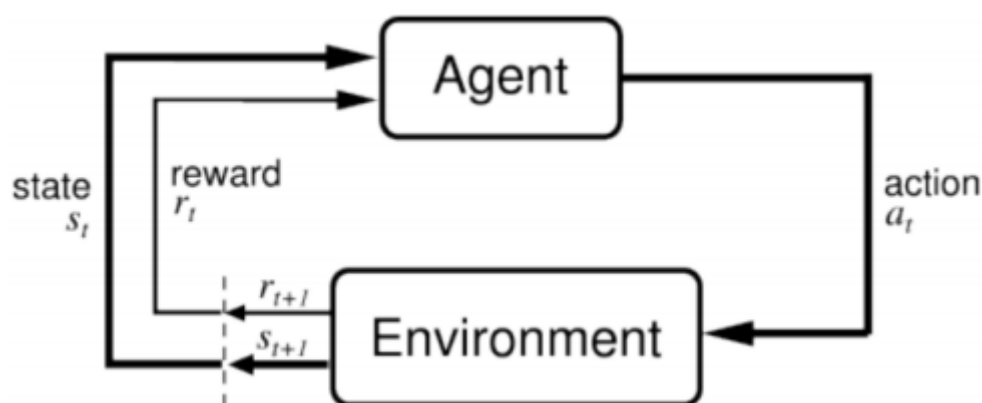 Agent
state
s_t
reward
r_t
action
a_t
r_{t+1}
s_{t+1}
Environment